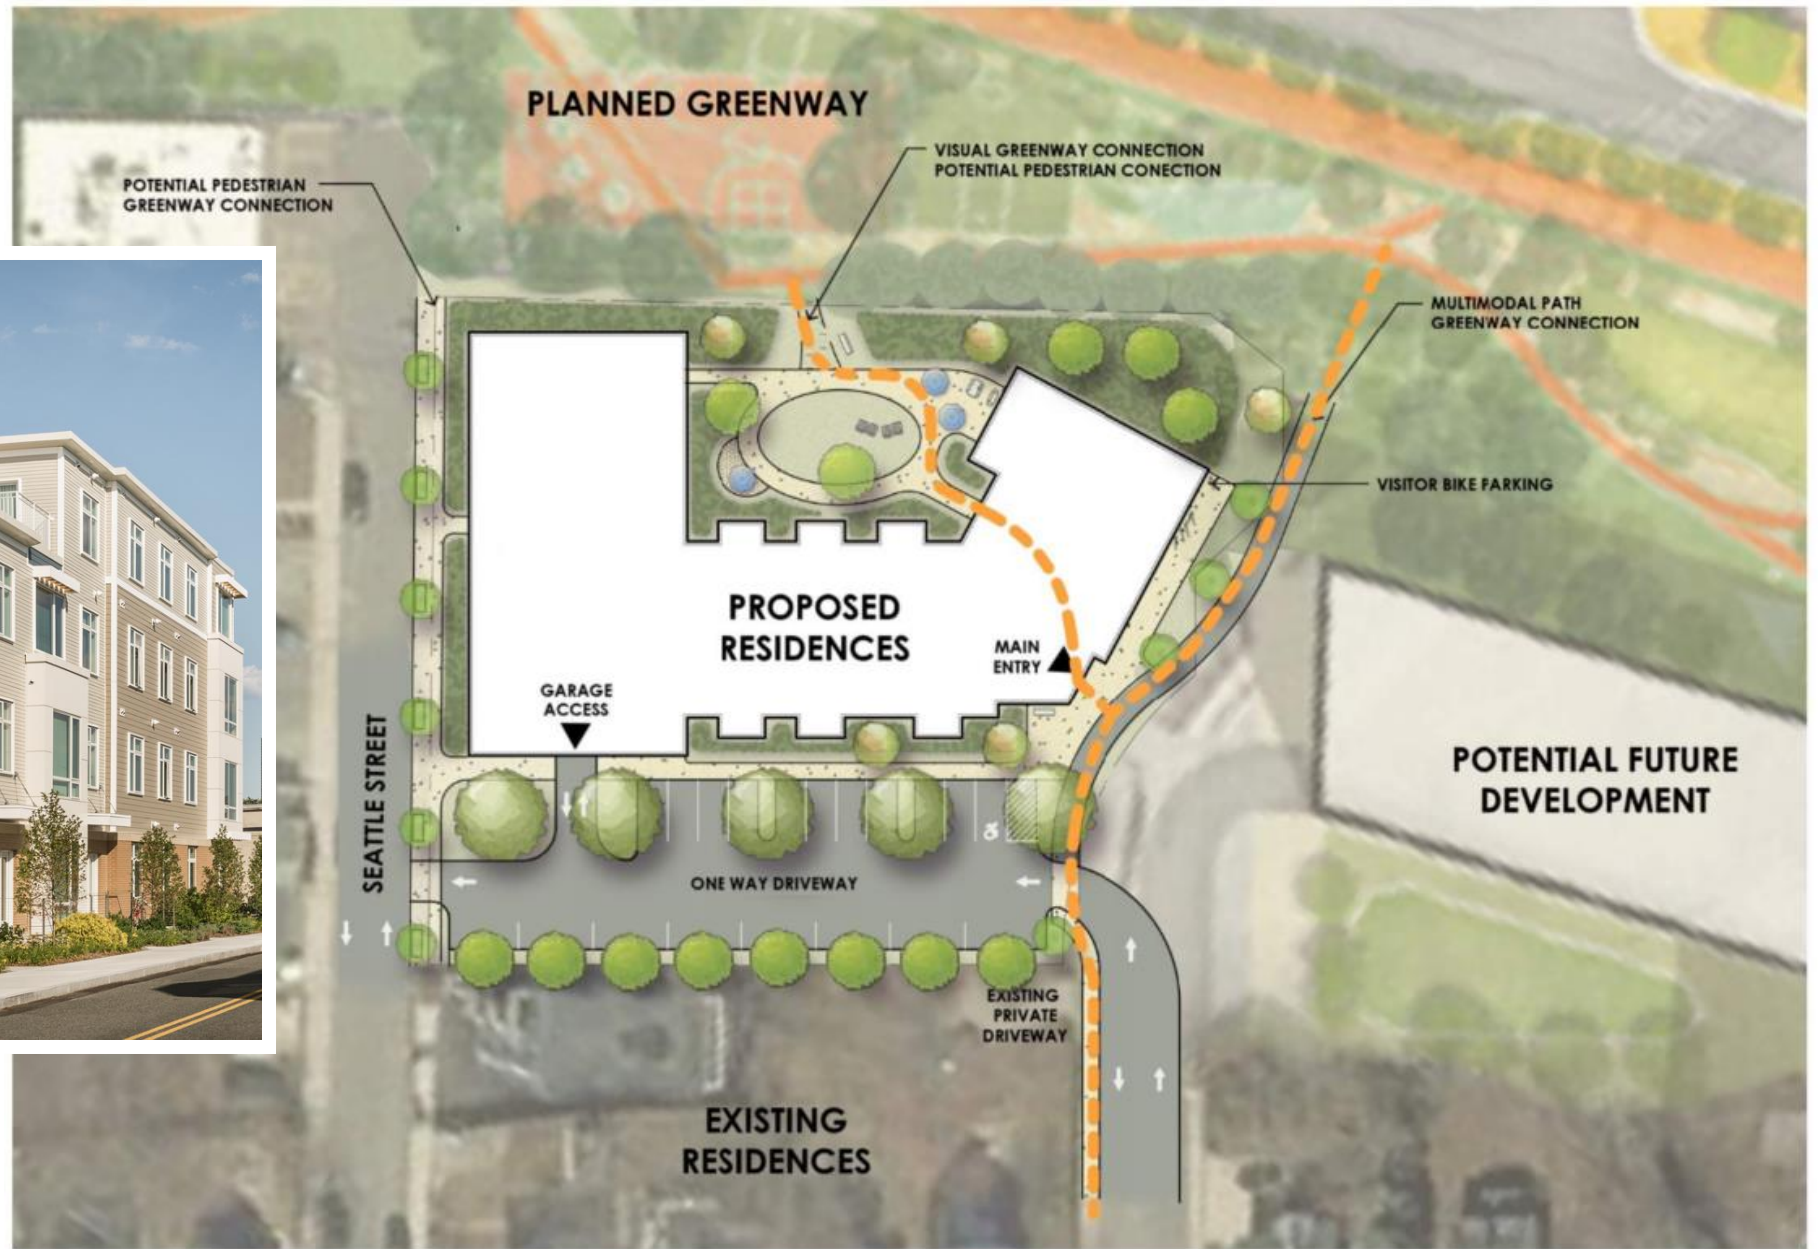 PLANNED GREENWAY
VISUAL GREENWAY CONNECTION
POTENTIAL PEDESTRIAN CONECTION
POTENTIAL PEDESTRIAN
GREENWAY CONNECTION
MULTIMODAL PATH
GREENWAY CONNECTION
VISITOR BIKE PARKING
PROPOSED
RESIDENCES
MAIN
ENTRY
GARAGE
ACCESS
SEATTLE STREET
POTENTIAL FUTURE
DEVELOPMENT
ONE WAY DRIVEWAY
EXISTING
PRIVATE
DRIVEWAY
EXISTING
RESIDENCES